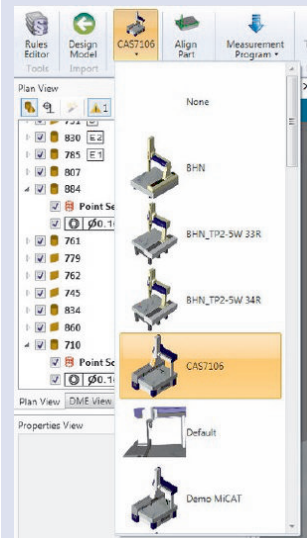 Rules Editor
Design Model
CAS7106
Align Part
Measurement Program
Tools
Import
Plan View
1
None
830 E2
785 E1
807
884
Point Se
Ø0.1
761
779
762
745
834
860
710
Point Sc
Ø0.1
BHN
BHN_TP2-5W 33R
BHN_TP2-5W 34R
CAS7106
Default
Demo MiCAT
Plan View
DME View
Properties View